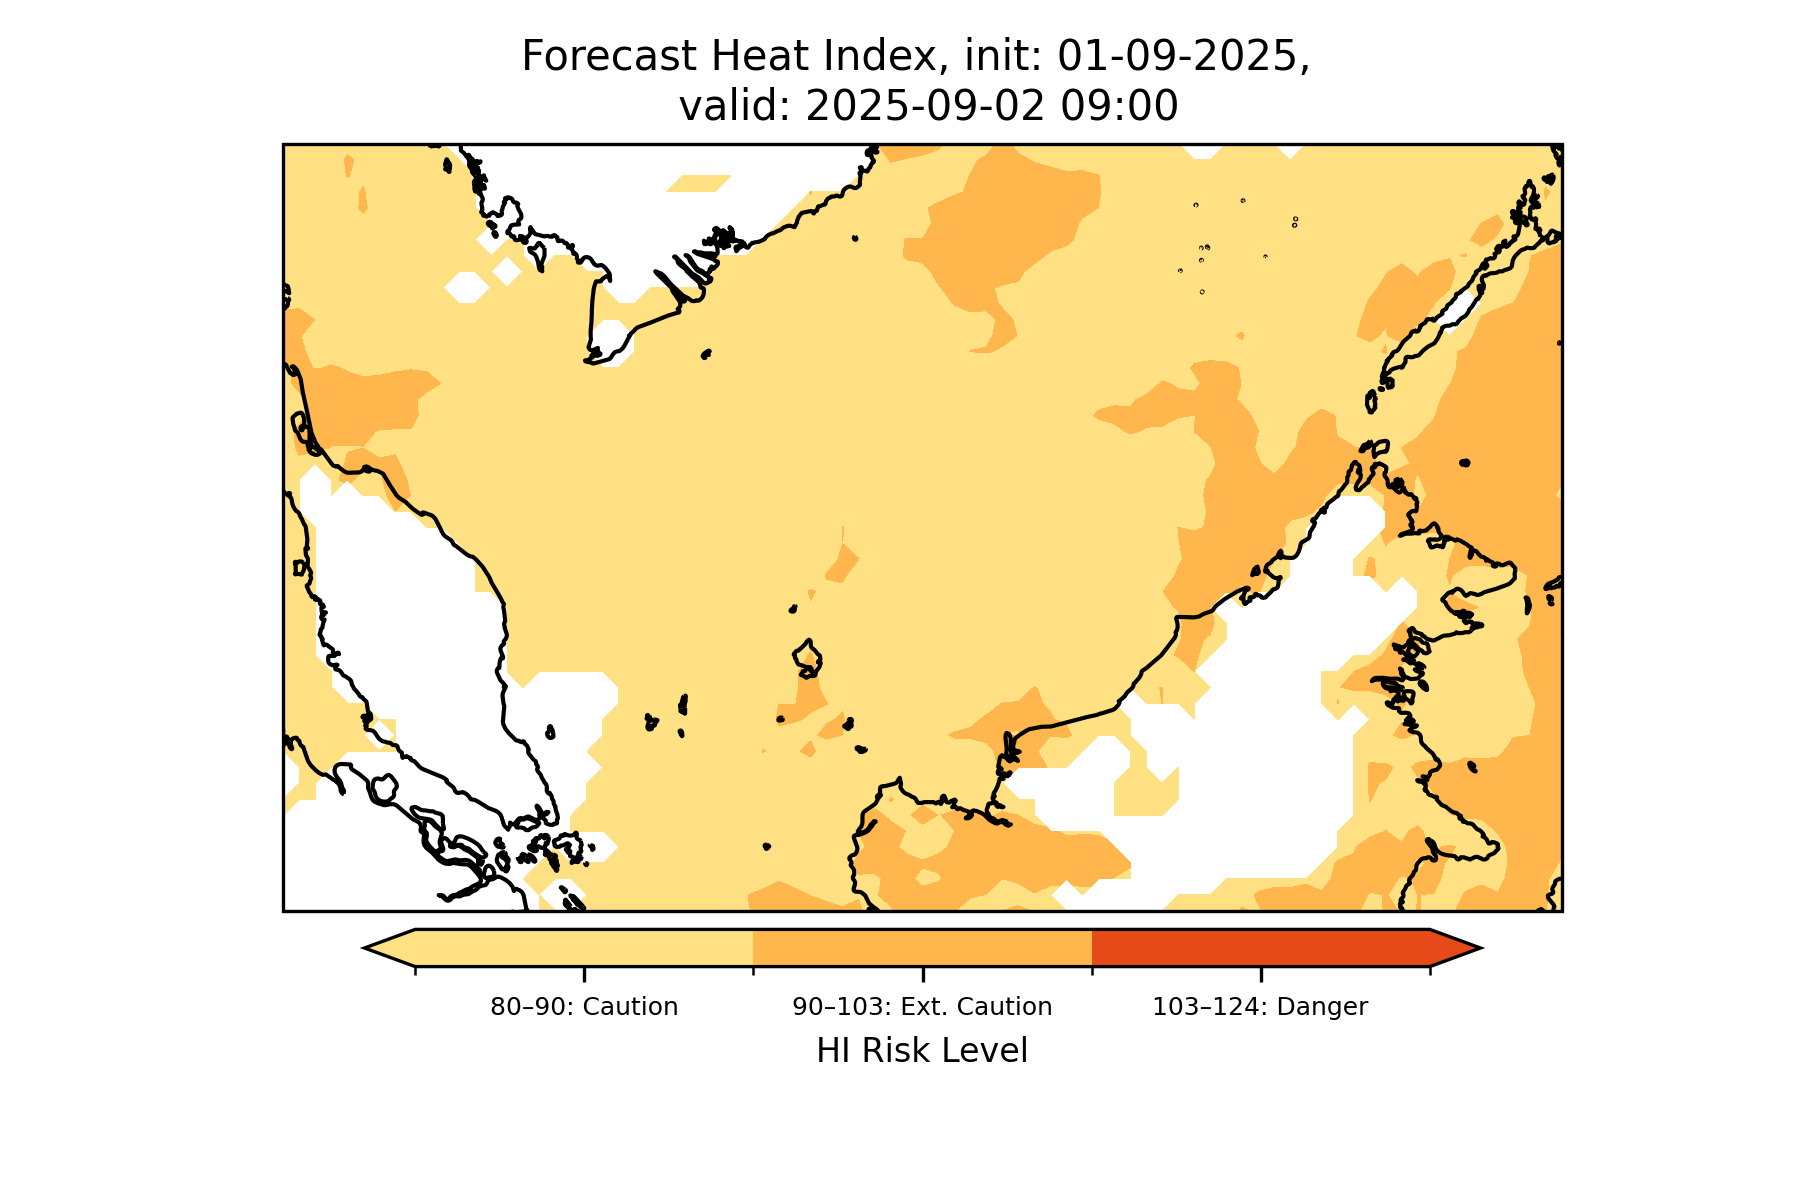 Forecast Heat Index, init: 01-09-2025,
valid: 2025-09-02 09:00
80–90: Caution
90–103: Ext. Caution
103–124: Danger
HI Risk Level